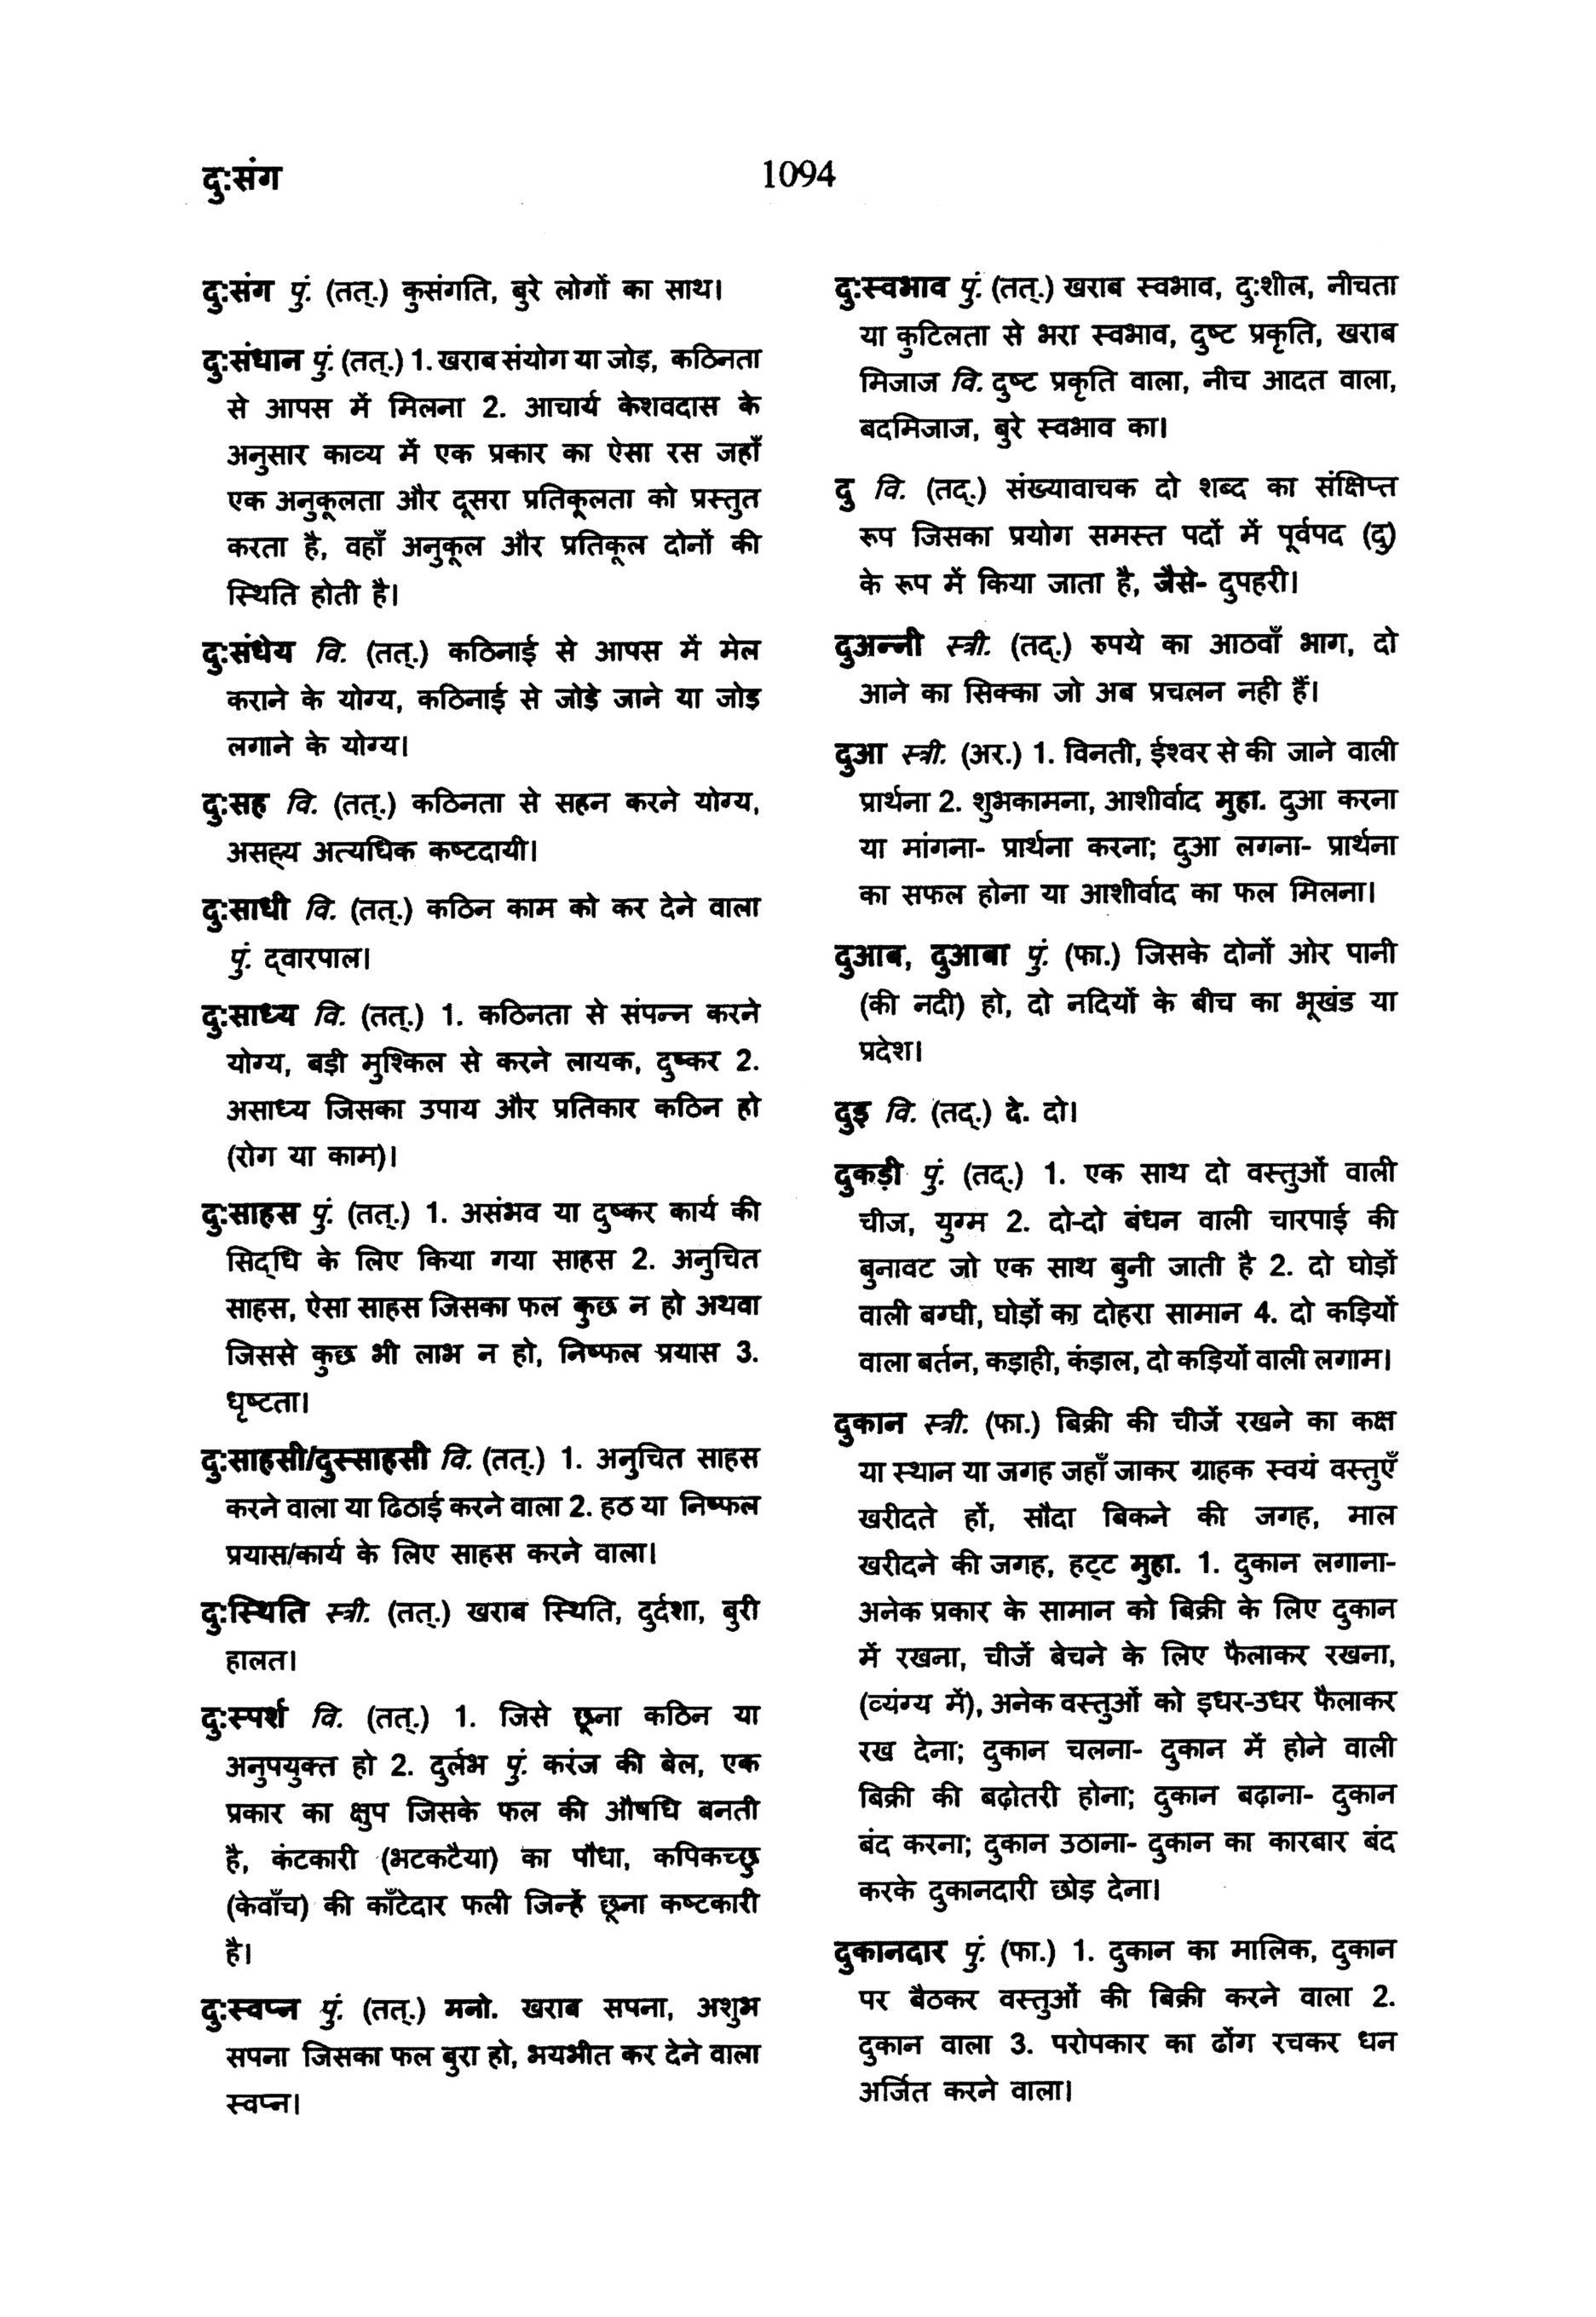 दु:संग
1094
दु:संग पुं. (तत्.) कुसंगति, बुरे लोगों का साथ।
दु:संधान पुं. (तत्.) 1. खराब संयोग या जोड़, कठिनता
से आपस में मिलना 2. आचार्य केशवदास के
अनुसार काव्य में एक प्रकार का ऐसा रस जहाँ
एक अनुकूलता और दूसरा प्रतिकूलता को प्रस्तुत
करता है, वहाँ अनुकूल और प्रतिकूल दोनों की
स्थिति होती है।
दु:संधेय वि. (तत्.) कठिनाई से आपस में मेल
कराने के योग्य, कठिनाई से जोड़े जाने या जोड़
लगाने के योग्य।
दु:सह वि. (तत्.) कठिनता से सहन करने योग्य,
असह्य अत्यधिक कष्टदायी।
दु:साधी वि. (तत्.) कठिन काम को कर देने वाला
पुं. द्वारपाल।
दु:साध्य वि. (तत्.) 1. कठिनता से संपन्न करने
योग्य, बड़ी मुश्किल से करने लायक, दुष्कर 2.
असाध्य जिसका उपाय और प्रतिकार कठिन हो
(रोग या काम)।
दु:साहस पुं. (तत्.) 1. असंभव या दुष्कर कार्य की
सिद्धि के लिए किया गया साहस 2. अनुचित
साहस, ऐसा साहस जिसका फल कुछ न हो अथवा
जिससे कुछ भी लाभ न हो, निष्फल प्रयास 3.
धृष्टता।
दु:साहसी/दुस्साहसी वि. (तत्.) 1. अनुचित साहस
करने वाला या ढिठाई करने वाला 2. हठ या निष्फल
प्रयास/कार्य के लिए साहस करने वाला।
दु:स्थिति स्त्री. (तत्.) खराब स्थिति, दुर्दशा, बुरी
हालत।
दु:स्पर्श वि. (तत्.) 1. जिसे छूना कठिन या
अनुपयुक्त हो 2. दुर्लभ पुं. करंज की बेल, एक
प्रकार का क्षुप जिसके फल की औषधि बनती
है, कंटकारी (भटकटैया) का पौधा, कपिकच्छु
(केवाँच) की काँटेदार फली जिन्हें छूना कष्टकारी
है।
दु:स्वप्न पुं. (तत्.) मनो. खराब सपना, अशुभ
सपना जिसका फल बुरा हो, भयभीत कर देने वाला
स्वप्न।
दु:स्वभाव पुं. (तत्.) खराब स्वभाव, दु:शील, नीचता
या कुटिलता से भरा स्वभाव, दुष्ट प्रकृति, खराब
मिजाज वि. दुष्ट प्रकृति वाला, नीच आदत वाला,
बदमिजाज, बुरे स्वभाव का।
दु वि. (तद्.) संख्यावाचक दो शब्द का संक्षिप्त
रूप जिसका प्रयोग समस्त पदों में पूर्वपद (दु)
के रूप में किया जाता है, जैसे- दुपहरी।
दुअन्नी स्त्री. (तद्.) रुपये का आठवाँ भाग, दो
आने का सिक्का जो अब प्रचलन नही हैं।
दुआ स्त्री. (अर.) 1. विनती, ईश्वर से की जाने वाली
प्रार्थना 2. शुभकामना, आशीर्वाद मुहा. दुआ करना
या मांगना- प्रार्थना करना; दुआ लगना- प्रार्थना
का सफल होना या आशीर्वाद का फल मिलना।
दुआब, दुआबा पुं. (फा.) जिसके दोनों ओर पानी
(की नदी) हो, दो नदियों के बीच का भूखंड या
प्रदेश।
दुइ वि. (तद्.) दे. दो।
दुकड़ी पुं. (तद्.) 1. एक साथ दो वस्तुओं वाली
चीज, युग्म 2. दो-दो बंधन वाली चारपाई की
बुनावट जो एक साथ बुनी जाती है 2. दो घोड़ों
वाली बग्घी, घोड़ों का दोहरा सामान 4. दो कड़ियों
वाला बर्तन, कड़ाही, कंड़ाल, दो कड़ियों वाली लगाम।
दुकान स्त्री. (फा.) बिक्री की चीजें रखने का कक्ष
या स्थान या जगह जहाँ जाकर ग्राहक स्वयं वस्तुएँ
खरीदते हों, सौदा बिकने की जगह, माल
खरीदने की जगह, हट्ट मुहा. 1. दुकान लगाना-
अनेक प्रकार के सामान को बिक्री के लिए दुकान
में रखना, चीजें बेचने के लिए फैलाकर रखना,
(व्यंग्य में), अनेक वस्तुओं को इधर-उधर फैलाकर
रख देना; दुकान चलना- दुकान में होने वाली
बिक्री की बढ़ोतरी होना; दुकान बढ़ाना- दुकान
बंद करना; दुकान उठाना- दुकान का कारबार बंद
करके दुकानदारी छोड़ देना।
दुकानदार पुं. (फा.) 1. दुकान का मालिक, दुकान
पर बैठकर वस्तुओं की बिक्री करने वाला 2.
दुकान वाला 3. परोपकार का ढोंग रचकर धन
अर्जित करने वाला।